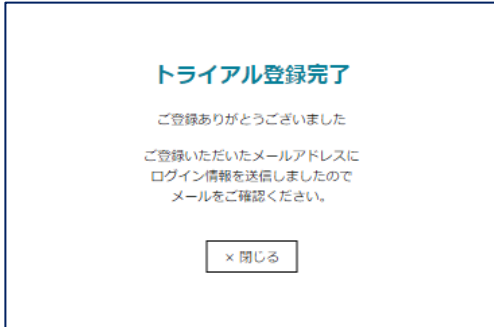 トライアル登録完了
ご登録ありがとうございました
ご登録いただいたメールアドレスに
ログイン情報を送信しましたので
メールをご確認ください。
× 閉じる